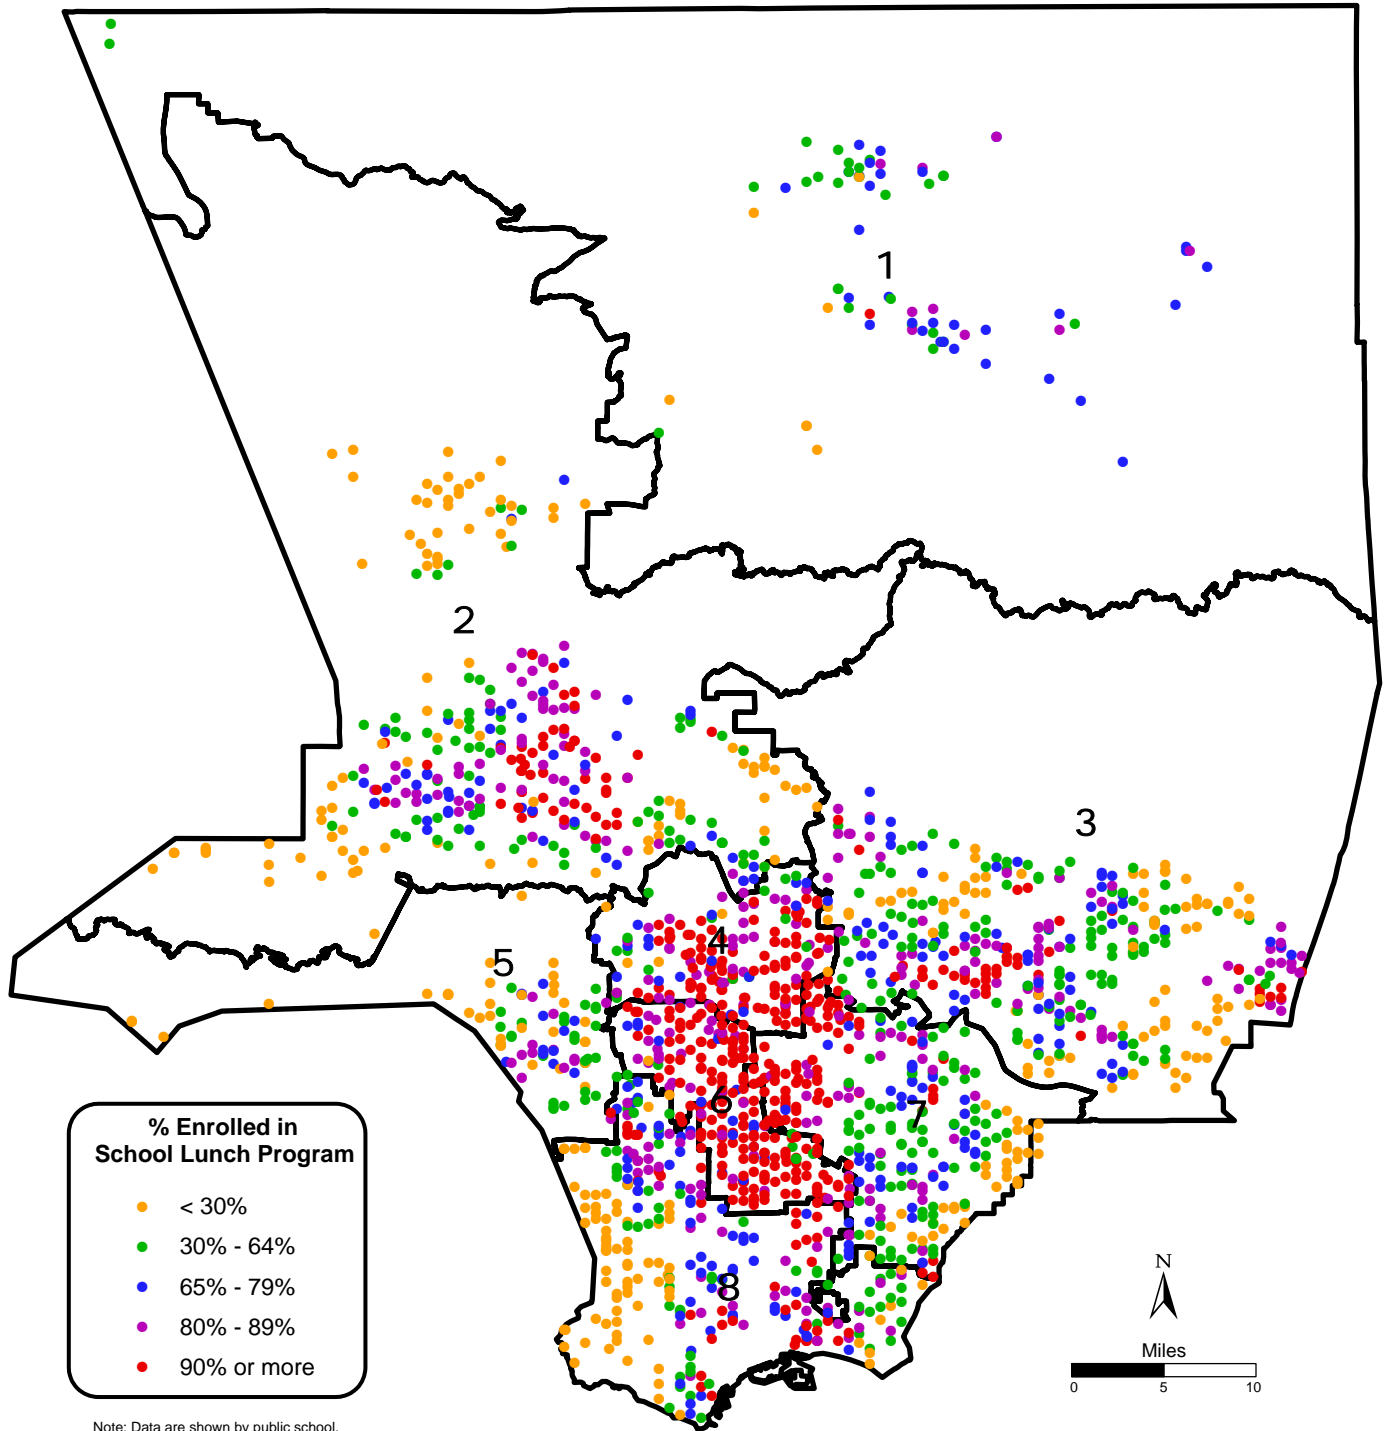 1
2
3
4
5
6
7
8
% Enrolled in
School Lunch Program
< 30%
30% - 64%
65% - 79%
80% - 89%
90% or more
N
Miles
0 5 10
Note: Data are shown by public school.